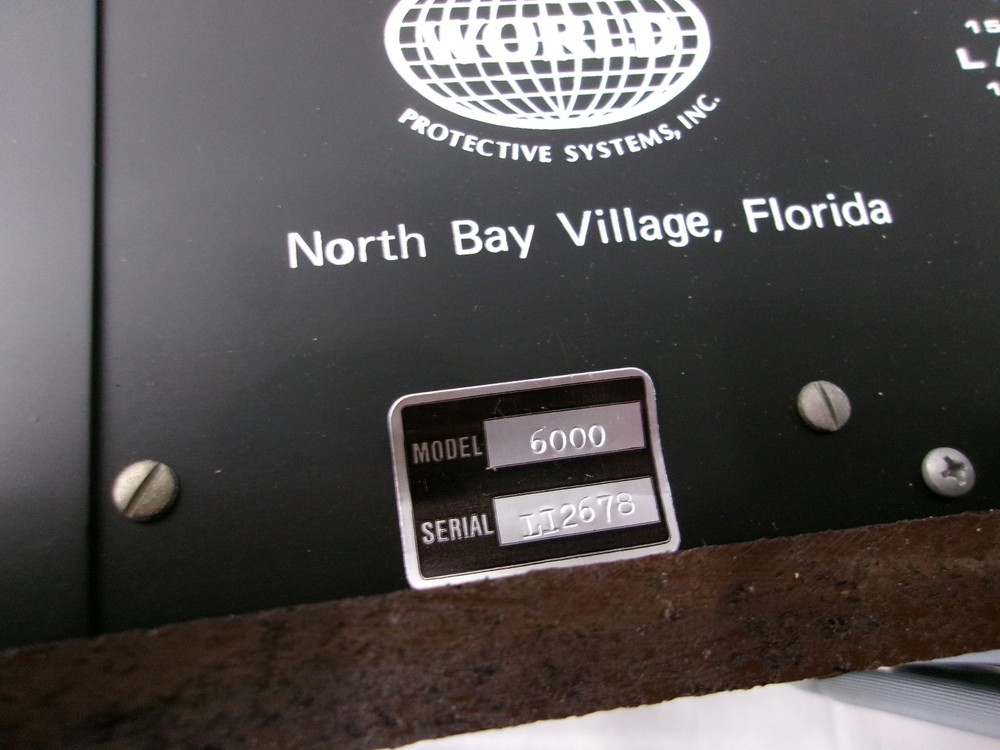 WORLD
PROTECTIVE SYSTEMS, INC.
North Bay Village, Florida
MODEL 6000
SERIAL LI2678